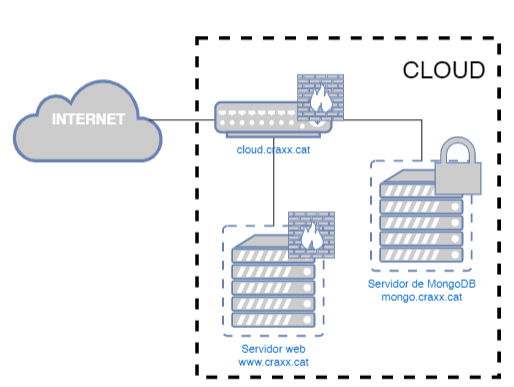 CLOUD
INTERNET
cloud.craxx.cat
Servidor de MongoDB
mongo.craxx.cat
Servidor web
www.craxx.cat